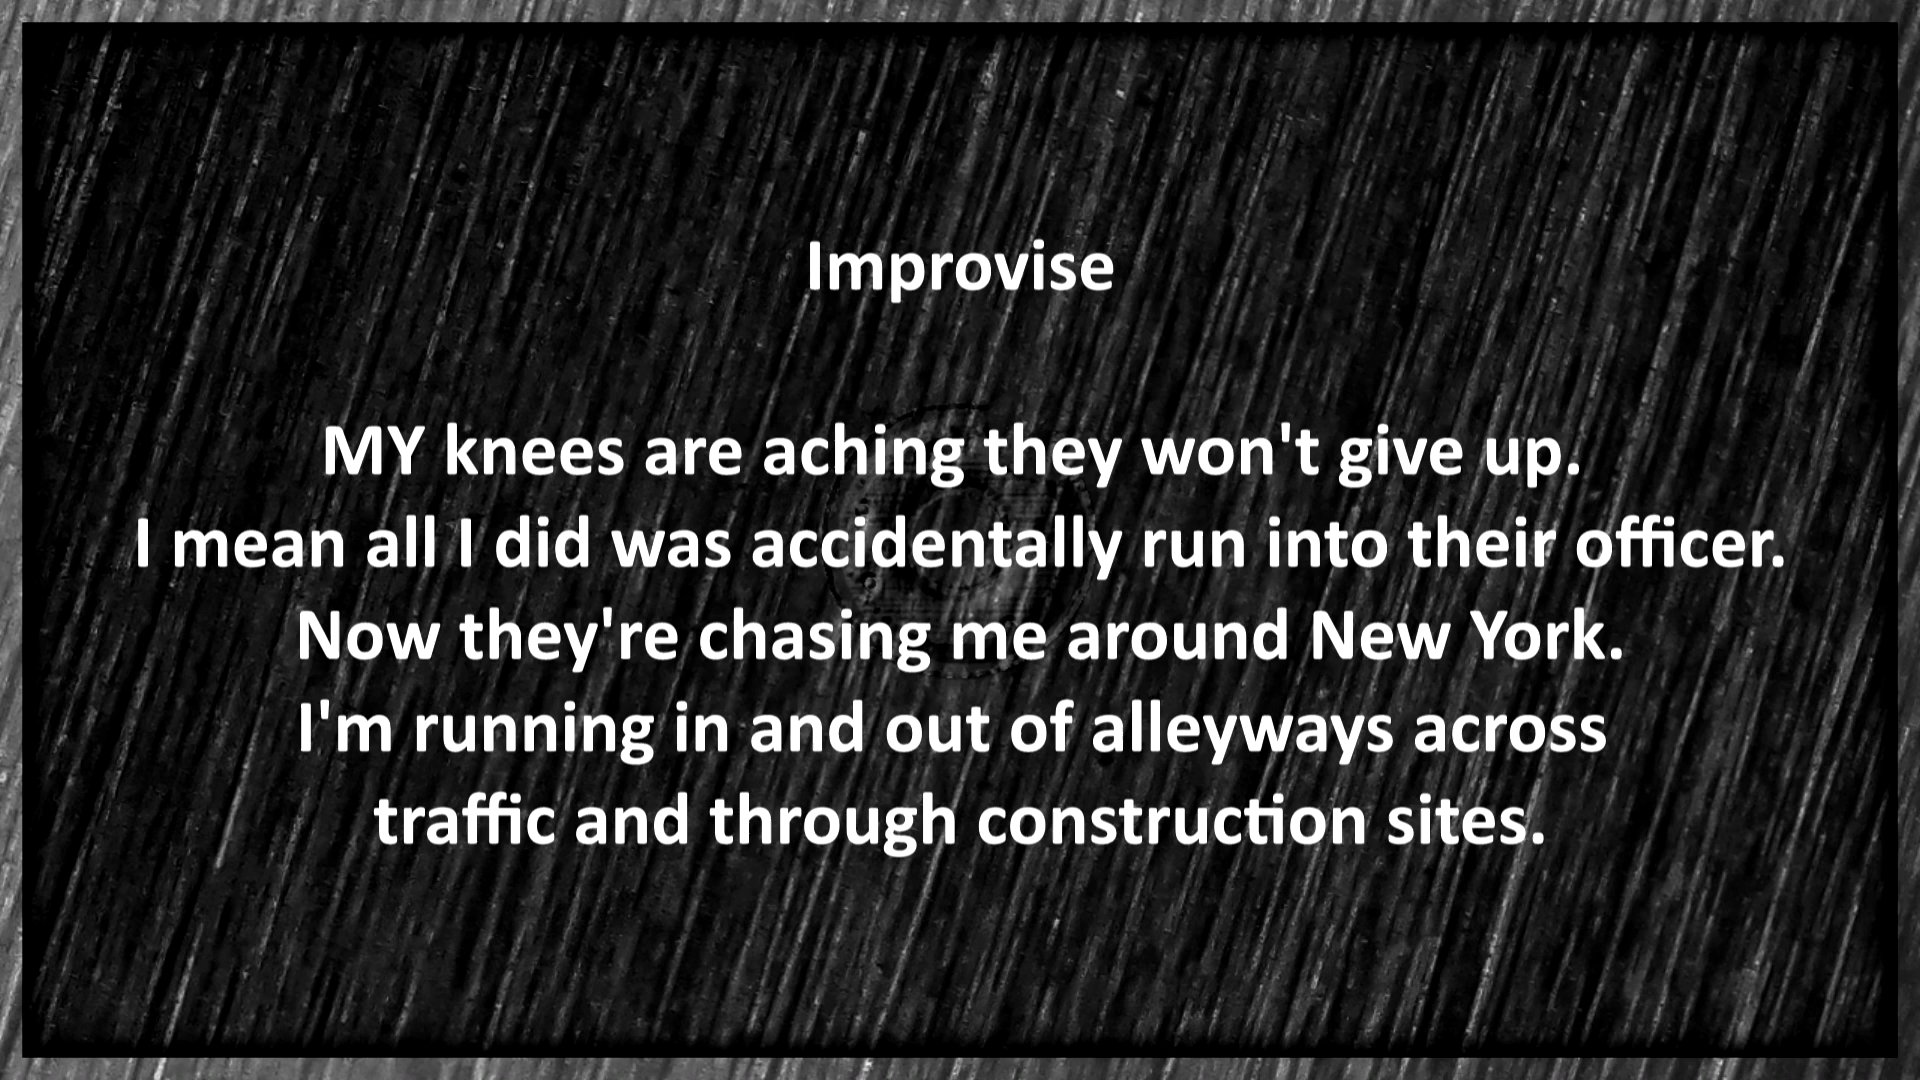 Improvise
MY knees are aching they won't give up.
I mean all I did was accidentally run into their officer.
Now they're chasing me around New York.
I'm running in and out of alleyways across
traffic and through construction sites.